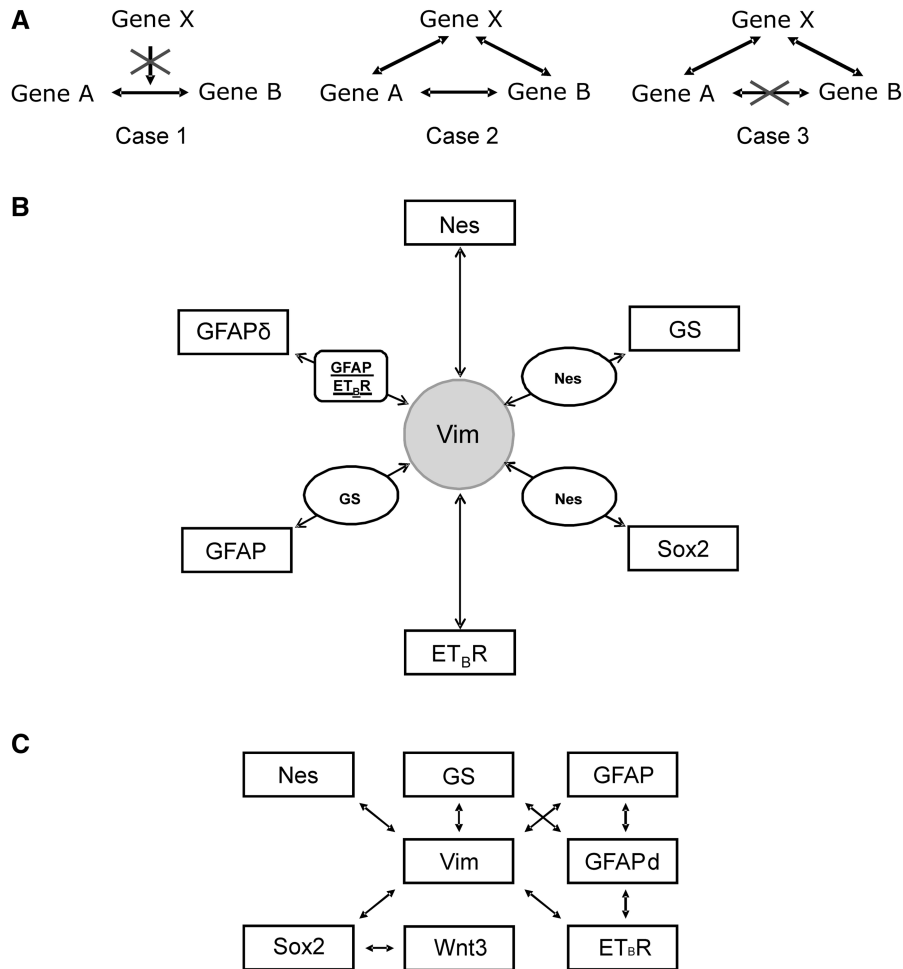 A
Gene X
Gene X
Gene X
Gene A
Gene B
Gene A
Gene B
Gene A
Gene B
Case 1
Case 2
Case 3
B
Nes
GFAPδ
GS
GFAP
ETBR
Nes
Vim
GS
Nes
GFAP
Sox2
ETBR
C
Nes
GS
GFAP
Vim
GFAPd
Sox2
Wnt3
ETBR